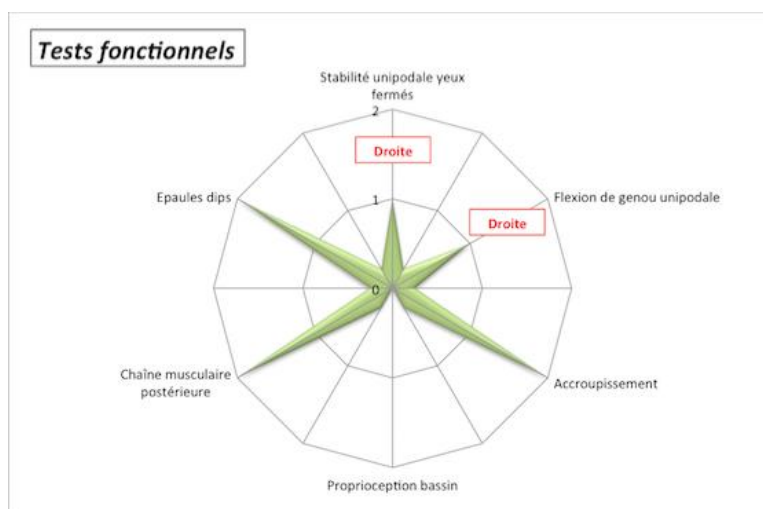 Tests fonctionnels
Stabilité unipodale yeux
fermés
2
Droite
Epaules dips
1
Flexion de genou unipodale
Droite
0
Chaîne musculaire
postérieure
Accroupissement
Proprioception bassin